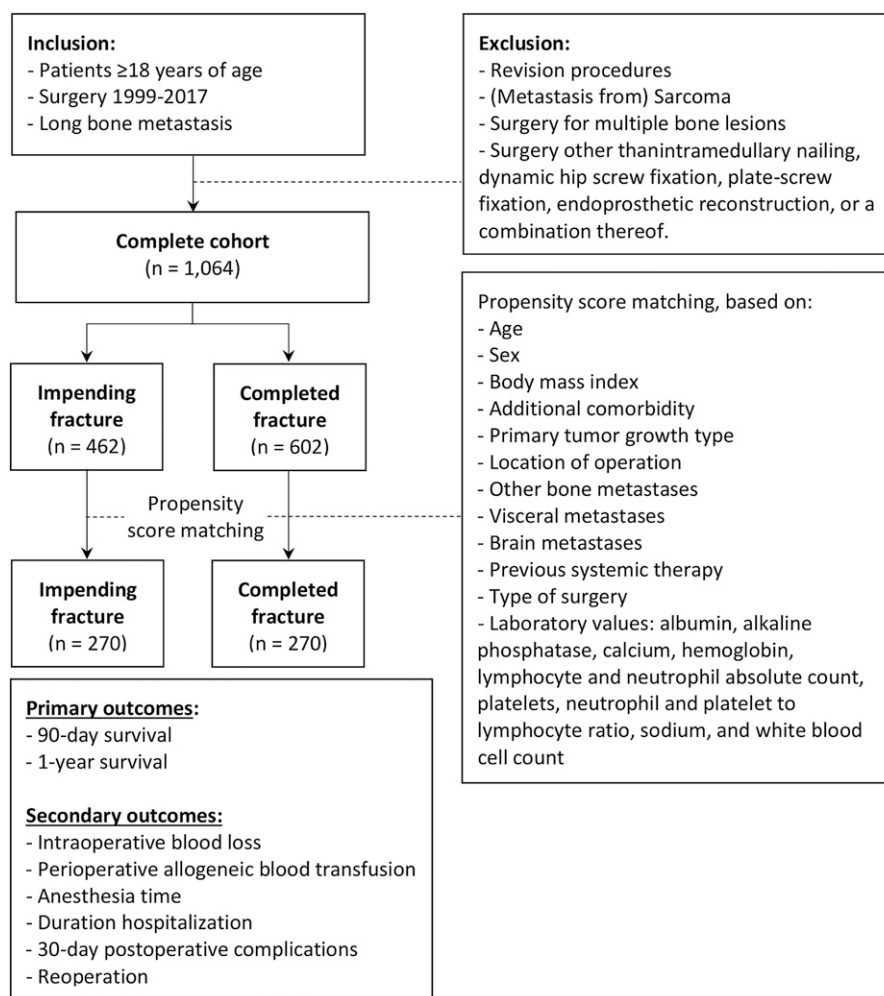 Inclusion:
- Patients ≥18 years of age
- Surgery 1999-2017
- Long bone metastasis
Exclusion:
- Revision procedures
- (Metastasis from) Sarcoma
- Surgery for multiple bone lesions
- Surgery other thanintramedullary nailing,
dynamic hip screw fixation, plate-screw
fixation, endoprosthetic reconstruction, or a
combination thereof.
Complete cohort
(n = 1,064)
Impending
fracture
(n = 462)
Completed
fracture
(n = 602)
Propensity
score matching
Propensity score matching, based on:
- Age
- Sex
- Body mass index
- Additional comorbidity
- Primary tumor growth type
- Location of operation
- Other bone metastases
- Visceral metastases
- Brain metastases
- Previous systemic therapy
- Type of surgery
- Laboratory values: albumin, alkaline
phosphatase, calcium, hemoglobin,
lymphocyte and neutrophil absolute count,
platelets, neutrophil and platelet to
lymphocyte ratio, sodium, and white blood
cell count
Impending
fracture
(n = 270)
Completed
fracture
(n = 270)
Primary outcomes:
- 90-day survival
- 1-year survival
Secondary outcomes:
- Intraoperative blood loss
- Perioperative allogeneic blood transfusion
- Anesthesia time
- Duration hospitalization
- 30-day postoperative complications
- Reoperation